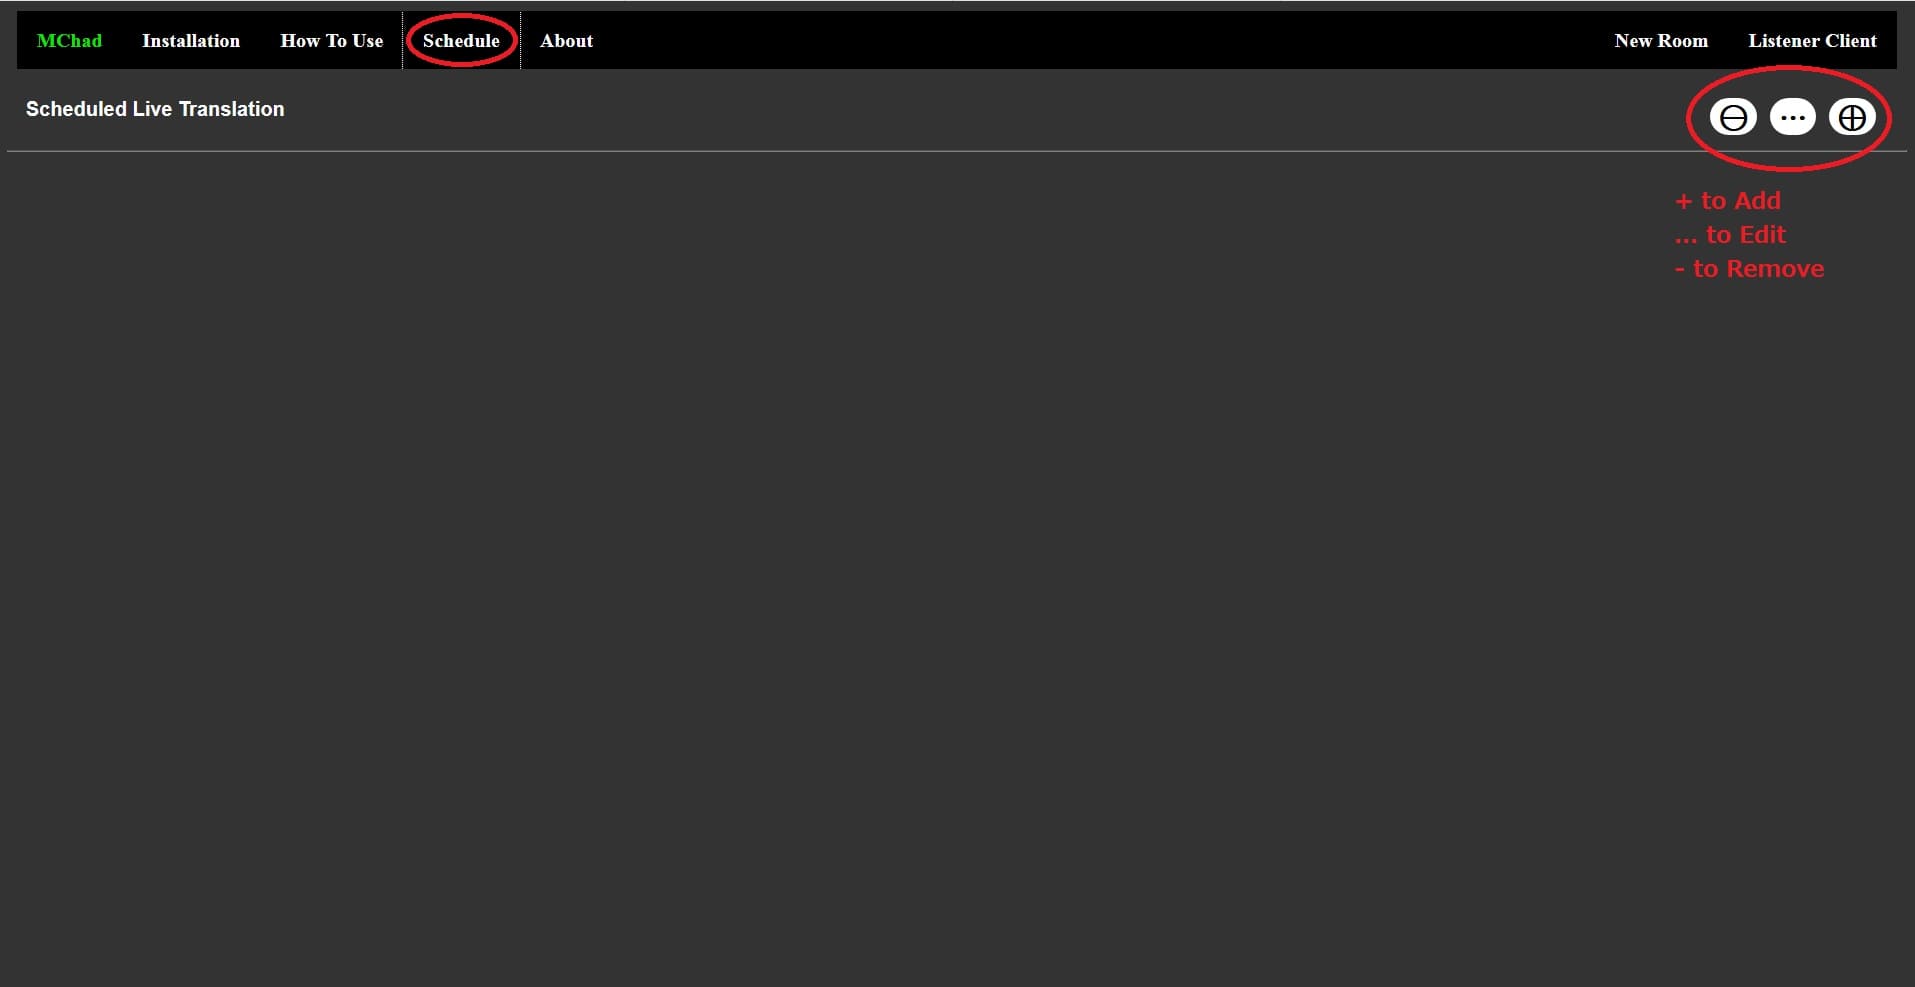 MChad Installation How To Use Schedule About New Room Listener Client
Scheduled Live Translation
+ to Add
... to Edit
- to Remove